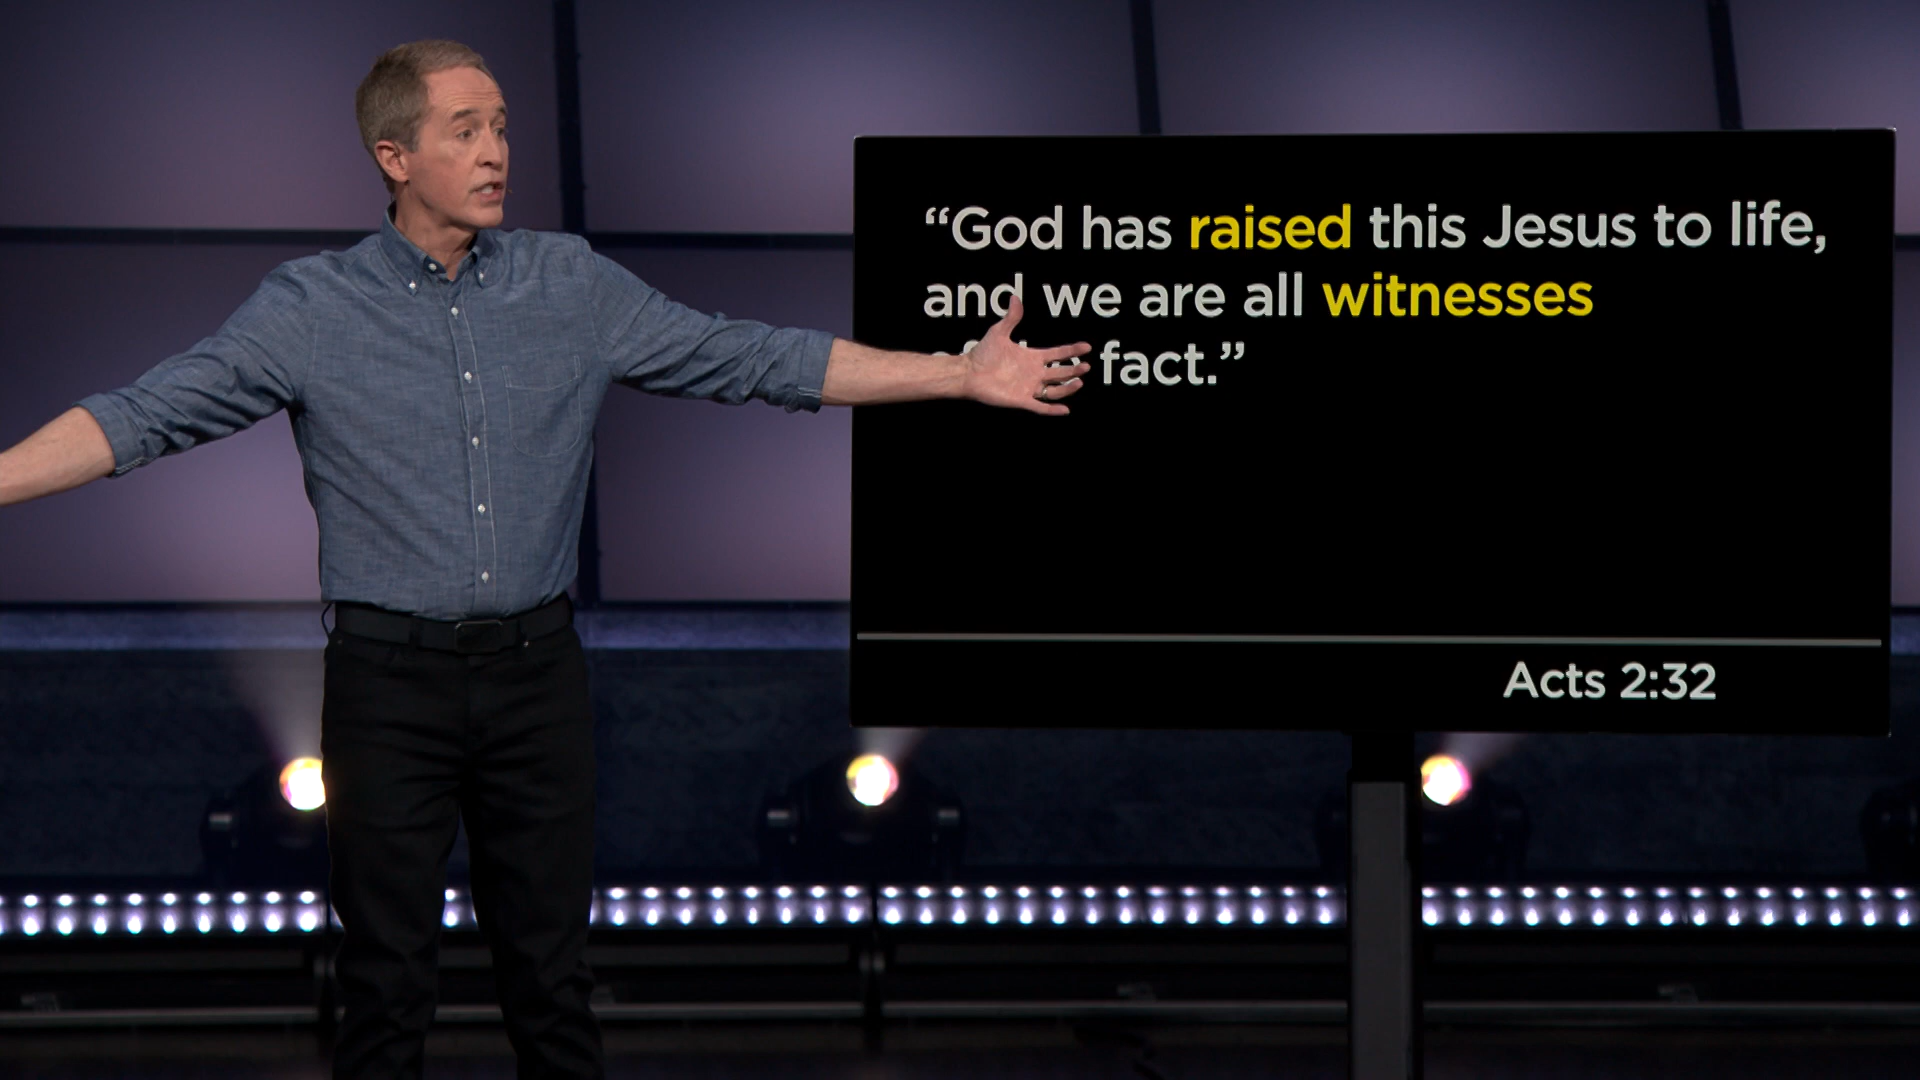 “God has raised this Jesus to life,
and we are all witnesses
fact.”
Acts 2:32